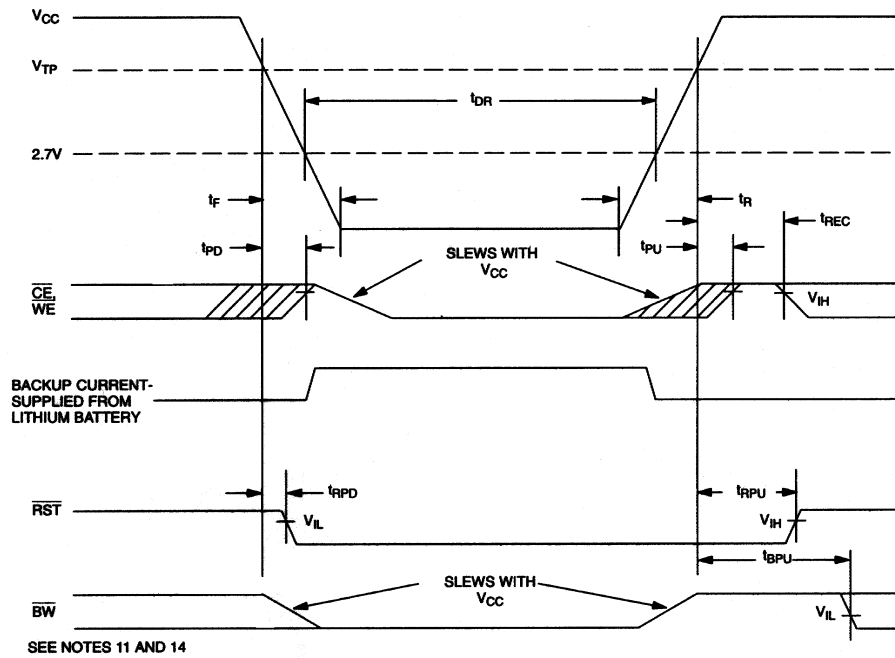 VCC
VTP
tDR
2.7V
tF
tR
tREC
tPD
tPU
SLEWS WITH
VCC
CE,
WE
VIH
BACKUP CURRENT-
SUPPLIED FROM
LITHIUM BATTERY
tRPD
tRPU
RST
VIL
VIH
tBPU
SLEWS WITH
VCC
BW
VIL
SEE NOTES 11 AND 14